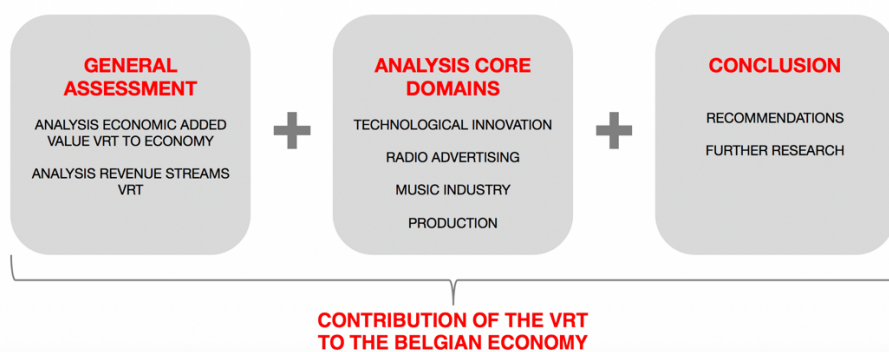 GENERAL
ASSESSMENT
ANALYSIS ECONOMIC ADDED
VALUE VRT TO ECONOMY
ANALYSIS REVENUE STREAMS
VRT
+
ANALYSIS CORE
DOMAINS
TECHNOLOGICAL INNOVATION
RADIO ADVERTISING
MUSIC INDUSTRY
PRODUCTION
+
CONCLUSION
RECOMMENDATIONS
FURTHER RESEARCH
CONTRIBUTION OF THE VRT
TO THE BELGIAN ECONOMY